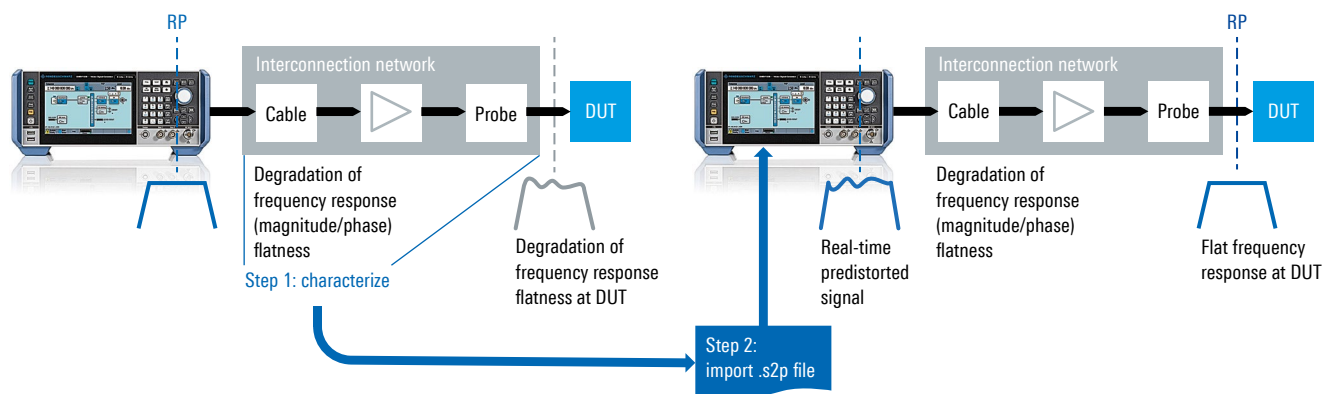 RP
Interconnection network
Cable
Probe
DUT
Degradation of
frequency response
(magnitude/phase)
flatness
Step 1: characterize
Degradation of
frequency response
flatness at DUT
RP
Interconnection network
Cable
Probe
DUT
Real-time
predistorted
signal
Degradation of
frequency response
(magnitude/phase)
flatness
Flat frequency
response at DUT
Step 2:
import .s2p file